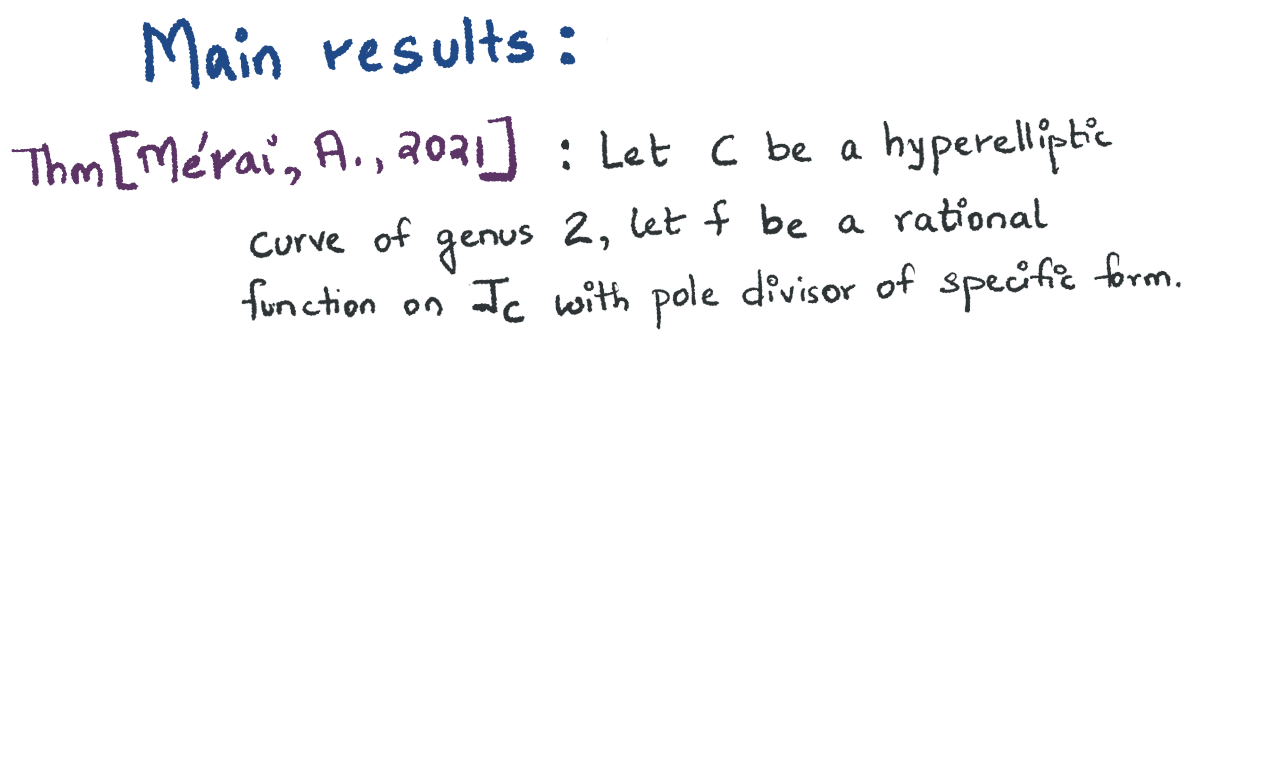 Main results :
Thm [Mérai, A., 2021] : Let C be a hyperelliptic
curve of genus 2, let f be a rational
function on J_C with pole divisor of specific form.